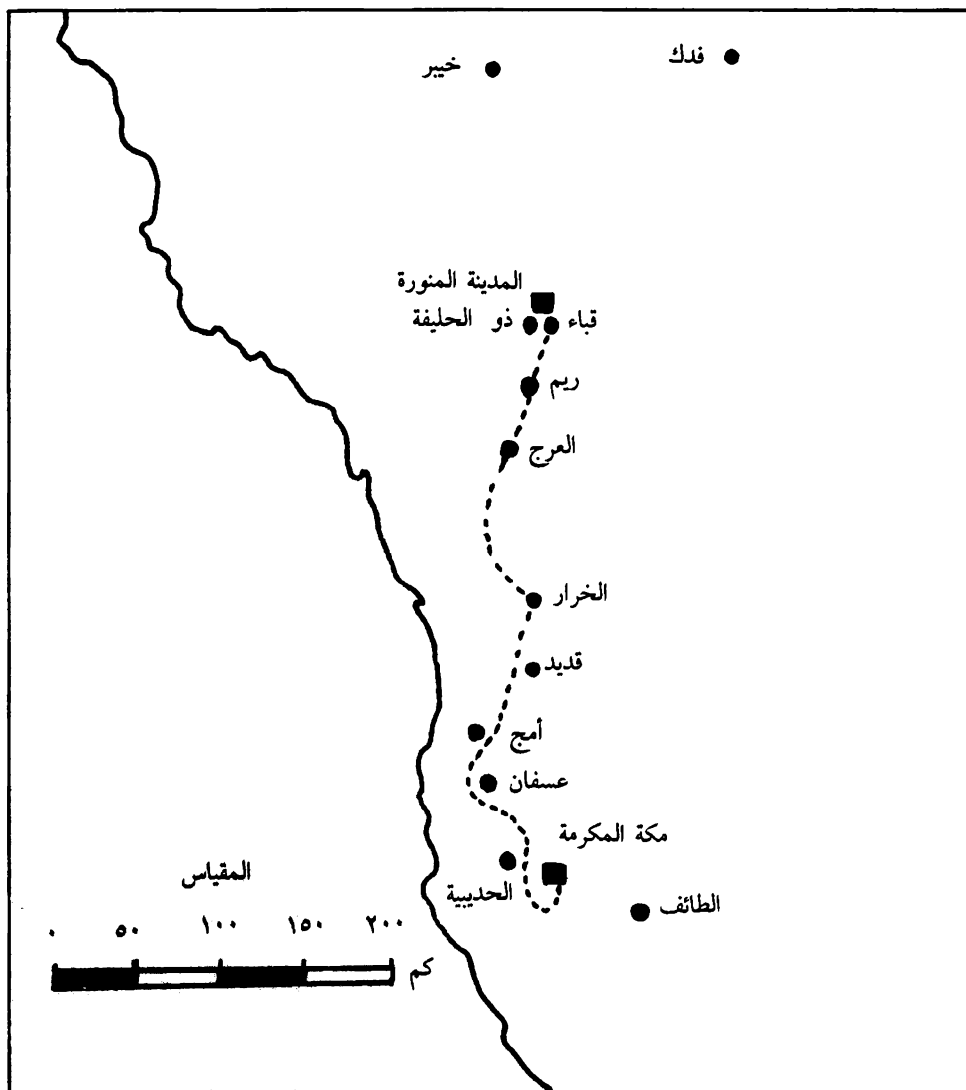 فدك
خيبر
المدينة المنورة
قباء
ذو الحليفة
ريم
العرج
الخرار
قديد
أمج
عسفان
مكة المكرمة
الحديبية
الطائف
المقياس
٠ ٥٠ ١٠٠ ١٥٠ ٢٠٠
كم